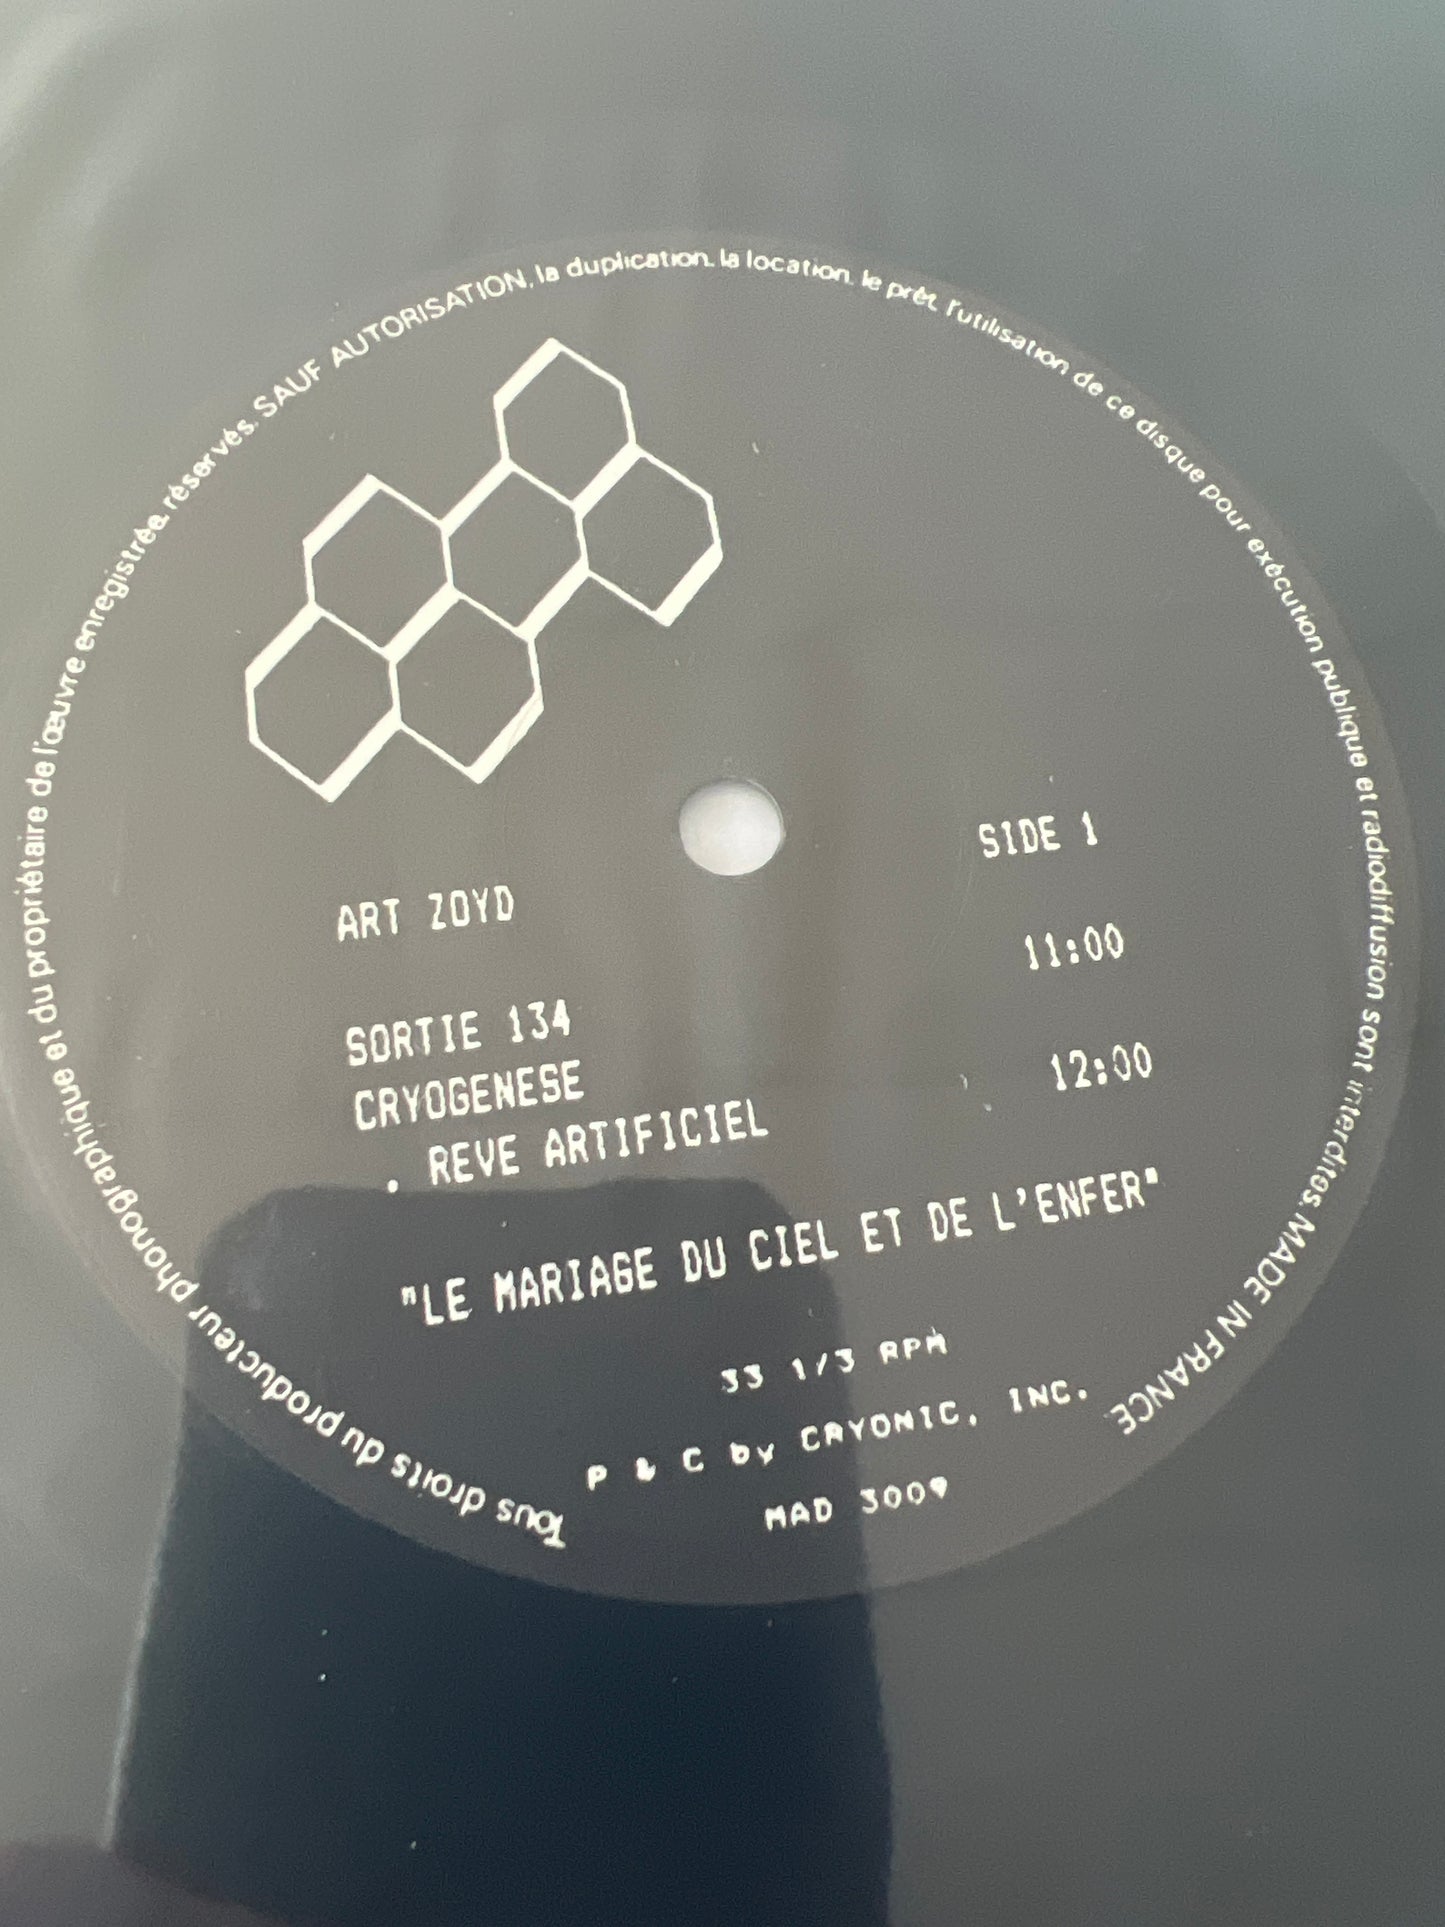 Tous droits du producteur phonographique et du propriétaire de l'œuvre enregistrée. réservés. SAUF AUTORISATION, la duplication. la location. le prêt. l'utilisation de ce disque pour exécution publique et radiodiffusion sont interdites. MADE IN FRANCE.
SIDE 1
ART ZOYD
SORTIE 134 11:00
CRYOGENESE
. REVE ARTIFICIEL 12:00
"LE MARIAGE DU CIEL ET DE L'ENFER"
33 1/3 RPM
P & C by CRYONIC, INC.
MAD 3009